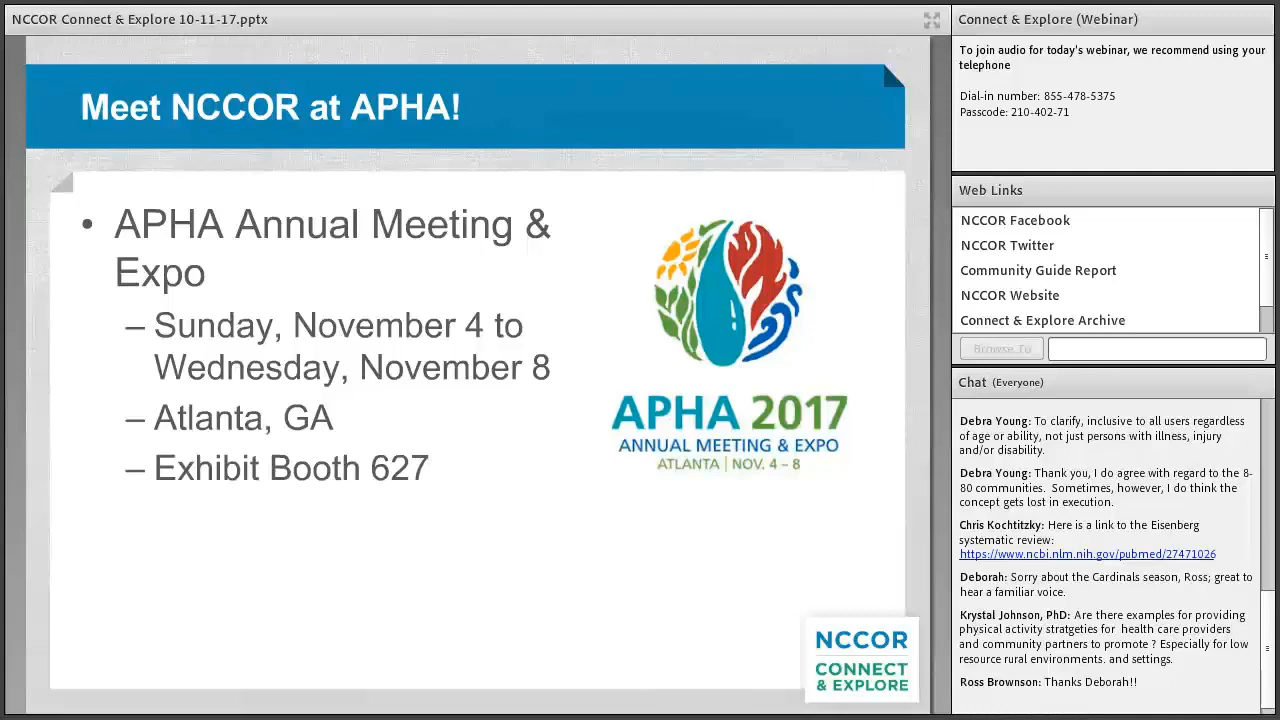 NCCOR Connect & Explore 10-11-17.pptx
Meet NCCOR at APHA!
• APHA Annual Meeting &
Expo
– Sunday, November 4 to
Wednesday, November 8
– Atlanta, GA
– Exhibit Booth 627
APHA 2017
ANNUAL MEETING & EXPO
ATLANTA | NOV. 4 – 8
NCCOR
CONNECT
& EXPLORE
Connect & Explore (Webinar)
To join audio for today's webinar, we recommend using your
telephone
Dial-in number: 855-478-5375
Passcode: 210-402-71
Web Links
NCCOR Facebook
NCCOR Twitter
Community Guide Report
NCCOR Website
Connect & Explore Archive
Browse To
Chat (Everyone)
Debra Young: To clarify, inclusive to all users regardless
of age or ability, not just persons with illness, injury
and/or disability.
Debra Young: Thank you, I do agree with regard to the 8-
80 communities. Sometimes, however, I do think the
concept gets lost in execution.
Chris Kochtitzky: Here is a link to the Eisenberg
systematic review:
https://www.ncbi.nlm.nih.gov/pubmed/27471026
Deborah: Sorry about the Cardinals season, Ross; great to
hear a familiar voice.
Krystal Johnson, PhD: Are there examples for providing
physical activity stratgeties for health care providers
and community partners to promote ? Especially for low
resource rural environments. and settings.
Ross Brownson: Thanks Deborah!!